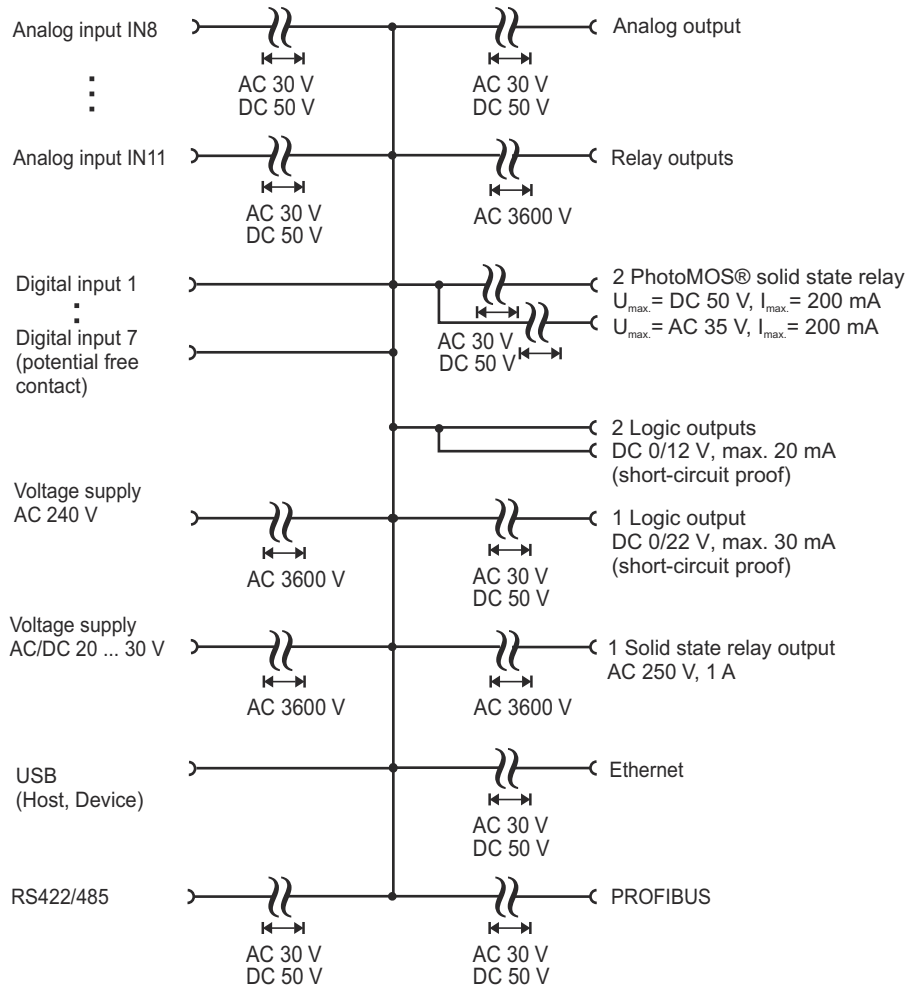 Analog input IN8
AC 30 V
DC 50 V
Analog output
AC 30 V
DC 50 V
Analog input IN11
AC 30 V
DC 50 V
Relay outputs
AC 3600 V
Digital input 1
Digital input 7
(potential free
contact)
2 PhotoMOS® solid state relay
Umax.= DC 50 V, Imax.= 200 mA
Umax.= AC 35 V, Imax.= 200 mA
AC 30 V
DC 50 V
2 Logic outputs
DC 0/12 V, max. 20 mA
(short-circuit proof)
Voltage supply
AC 240 V
AC 3600 V
1 Logic output
DC 0/22 V, max. 30 mA
(short-circuit proof)
AC 30 V
DC 50 V
Voltage supply
AC/DC 20 ... 30 V
AC 3600 V
1 Solid state relay output
AC 250 V, 1 A
AC 3600 V
USB
(Host, Device)
Ethernet
AC 30 V
DC 50 V
RS422/485
AC 30 V
DC 50 V
PROFIBUS
AC 30 V
DC 50 V